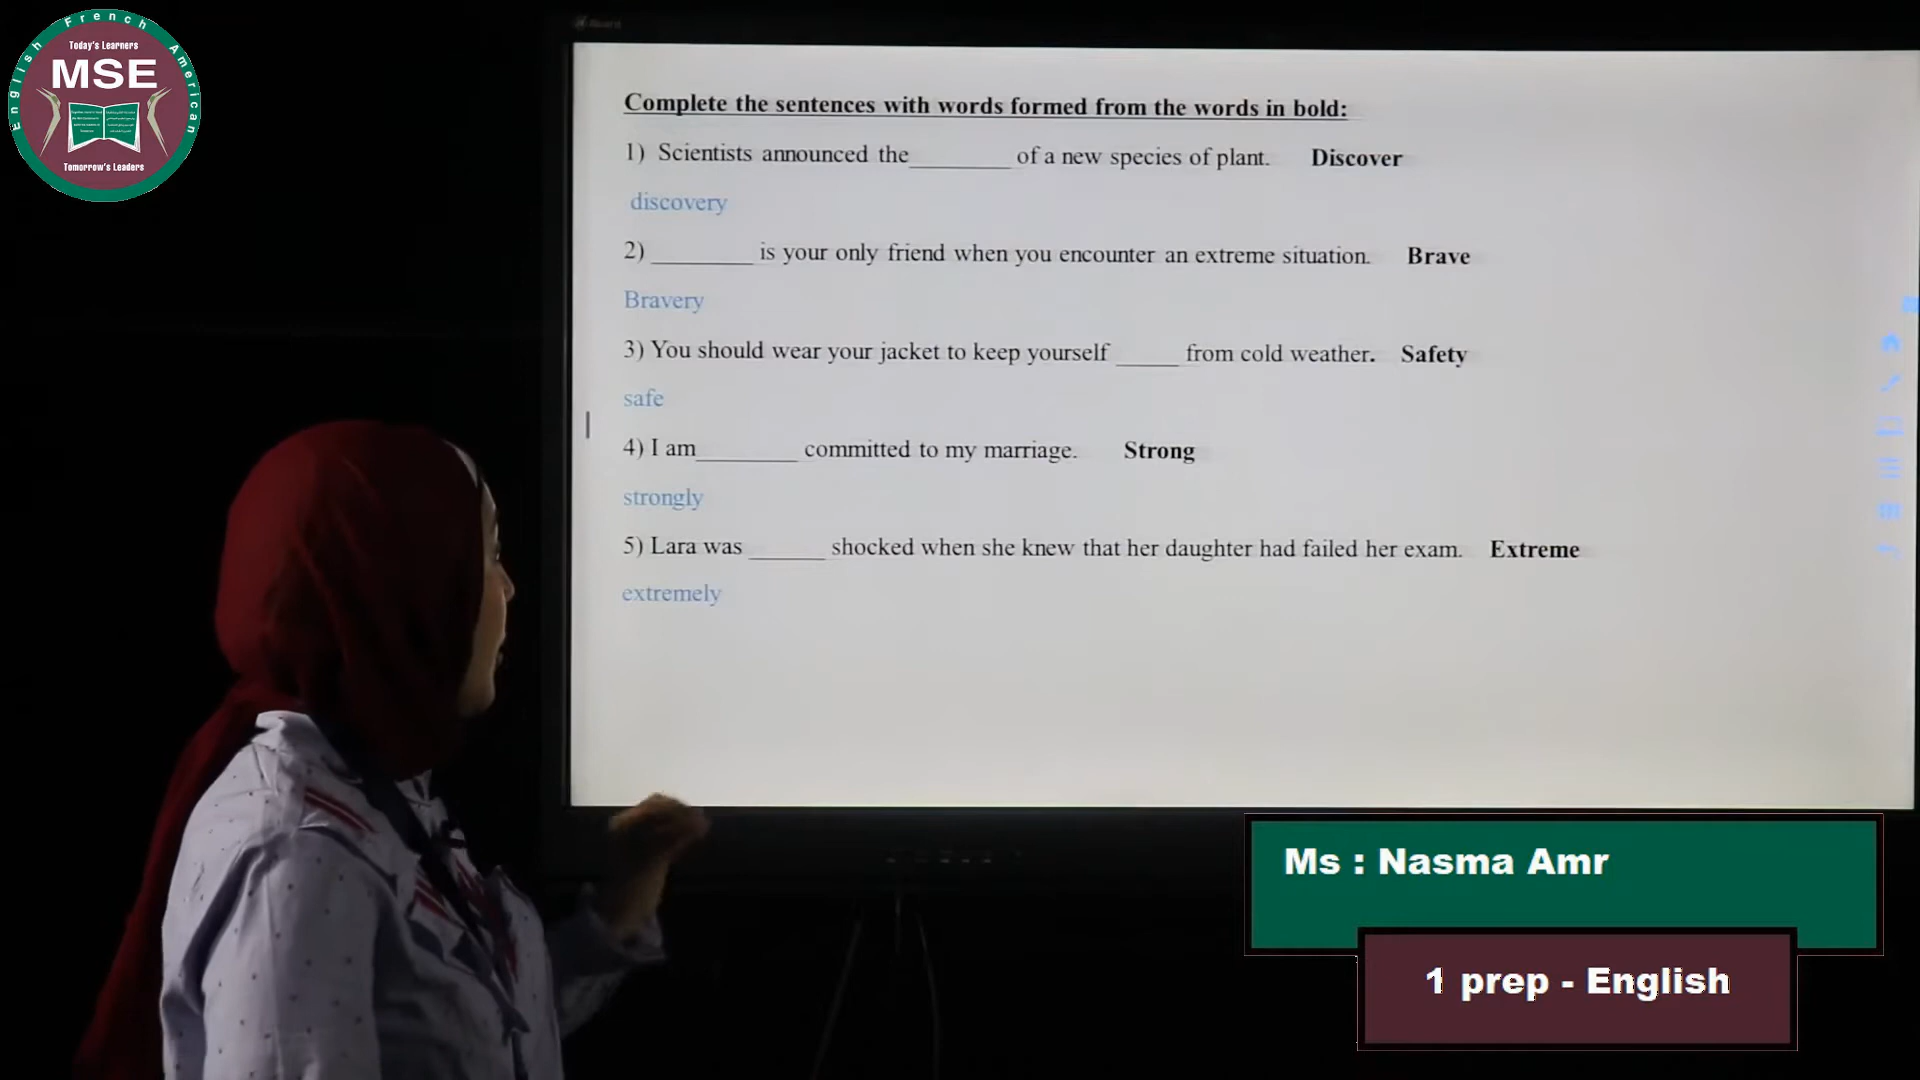 English French American
Today's Learners
MSE
Tomorrow's Leaders
Complete the sentences with words formed from the words in bold:
1) Scientists announced the________ of a new species of plant. Discover
discovery
2) ________ is your only friend when you encounter an extreme situation. Brave
Bravery
3) You should wear your jacket to keep yourself _____ from cold weather. Safety
safe
4) I am________ committed to my marriage. Strong
strongly
5) Lara was ______ shocked when she knew that her daughter had failed her exam. Extreme
extremely
Ms : Nasma Amr
1 prep - English